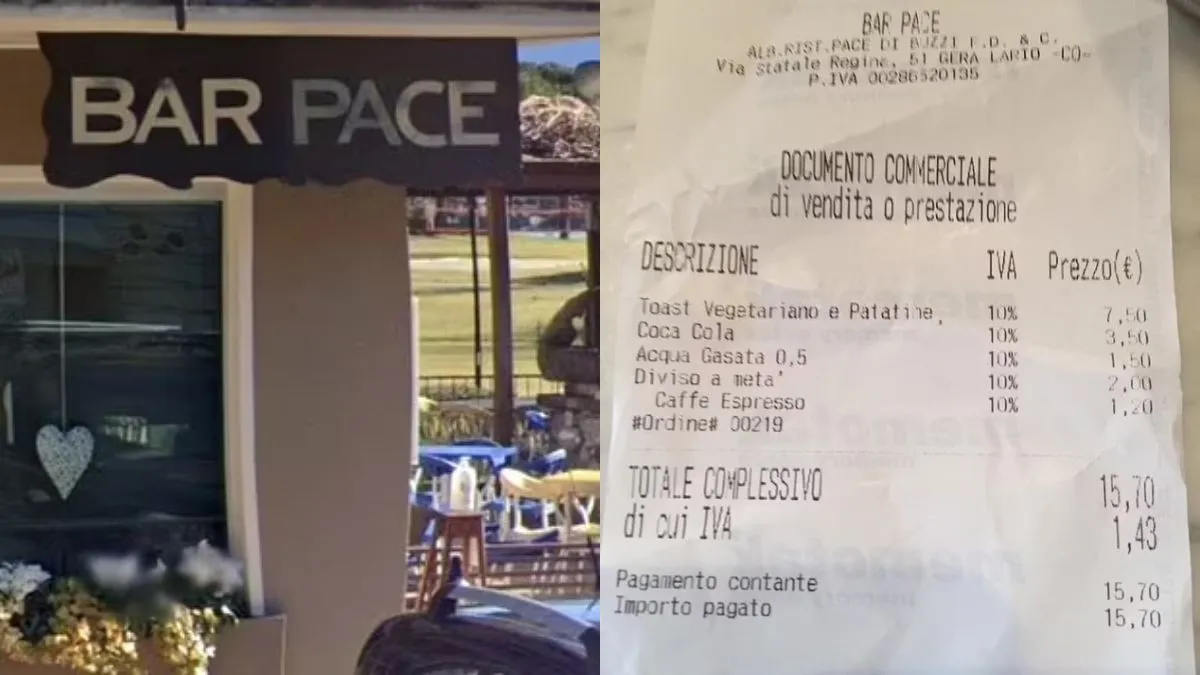 BAR PACE
BAR PACE
ALB.RIST.PACE DI BUZZI F.D. & C.
Via Statale Regina, 51 GERA LARIO -CO-
P.IVA 00286520135
DOCUMENTO COMMERCIALE
di vendita o prestazione
DESCRIZIONE IVA Prezzo(€)
Toast Vegetariano e Patatine, 10% 7,50
Coca Cola 10% 3,50
Acqua Gasata 0,5 10% 1,50
Diviso a meta' 10% 2,00
Caffe Espresso 10% 1,20
#Ordine# 00219
TOTALE COMPLESSIVO 15,70
di cui IVA 1,43
Pagamento contante 15,70
Importo pagato 15,70